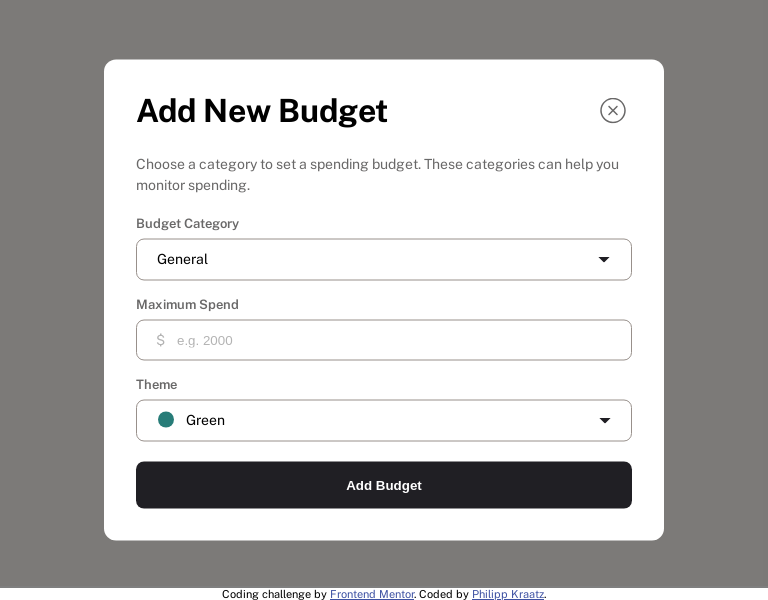 Add New Budget
Choose a category to set a spending budget. These categories can help you
monitor spending.
Budget Category
General
Maximum Spend
$ e.g. 2000
Theme
Green
Add Budget
Coding challenge by Frontend Mentor. Coded by Philipp Kraatz.